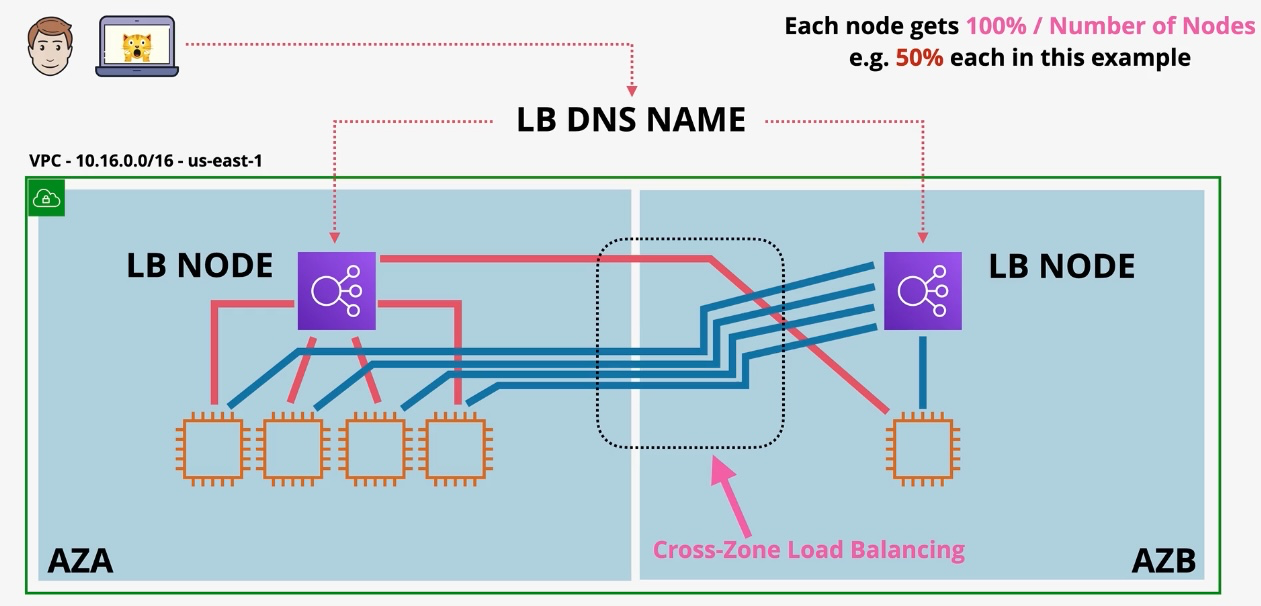 Each node gets 100% / Number of Nodes
e.g. 50% each in this example
LB DNS NAME
VPC - 10.16.0.0/16 - us-east-1
LB NODE
LB NODE
Cross-Zone Load Balancing
AZA
AZB